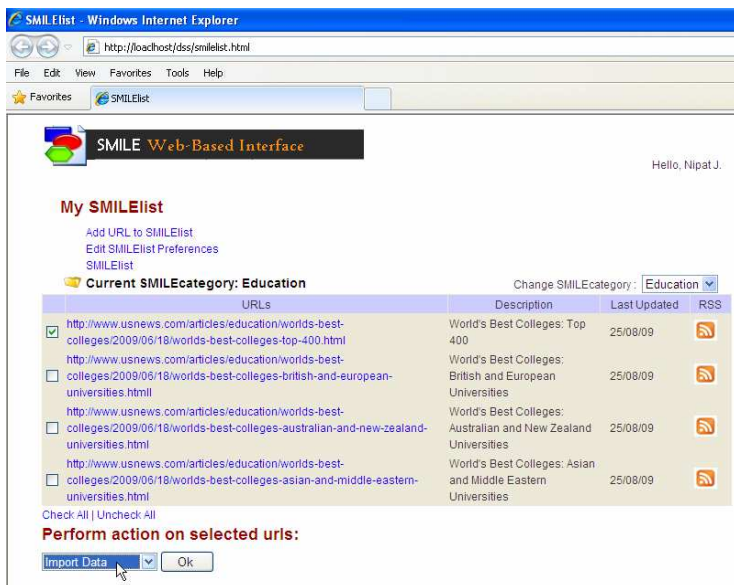 SMILElist - Windows Internet Explorer
http://loaclhost/dss/smilelist.html
File Edit View Favorites Tools Help
Favorites SMILElist
SMILE Web-Based Interface
Hello, Nipat J.
My SMILElist
Add URL to SMILElist
Edit SMILElist Preferences
SMILElist
Current SMILEcategory: Education Change SMILEcategory : Education
URLs Description Last Updated RSS
http://www.usnews.com/articles/education/worlds-best- World's Best Colleges: Top
colleges/2009/06/18/worlds-best-colleges-top-400.html 400 25/08/09
http://www.usnews.com/articles/education/worlds-best- World's Best Colleges:
colleges/2009/06/18/worlds-best-colleges-british-and-european- British and European 25/08/09
universities.htmll Universities
http://www.usnews.com/articles/education/worlds-best- World's Best Colleges:
colleges/2009/06/18/worlds-best-colleges-australian-and-new-zealand- Australian and New Zealand 25/08/09
universities.html Universities
http://www.usnews.com/articles/education/worlds-best- World's Best Colleges: Asian
colleges/2009/06/18/worlds-best-colleges-asian-and-middle-eastern- and Middle Eastern 25/08/09
universities.html Universities
Check All | Uncheck All
Perform action on selected urls:
Import Data Ok